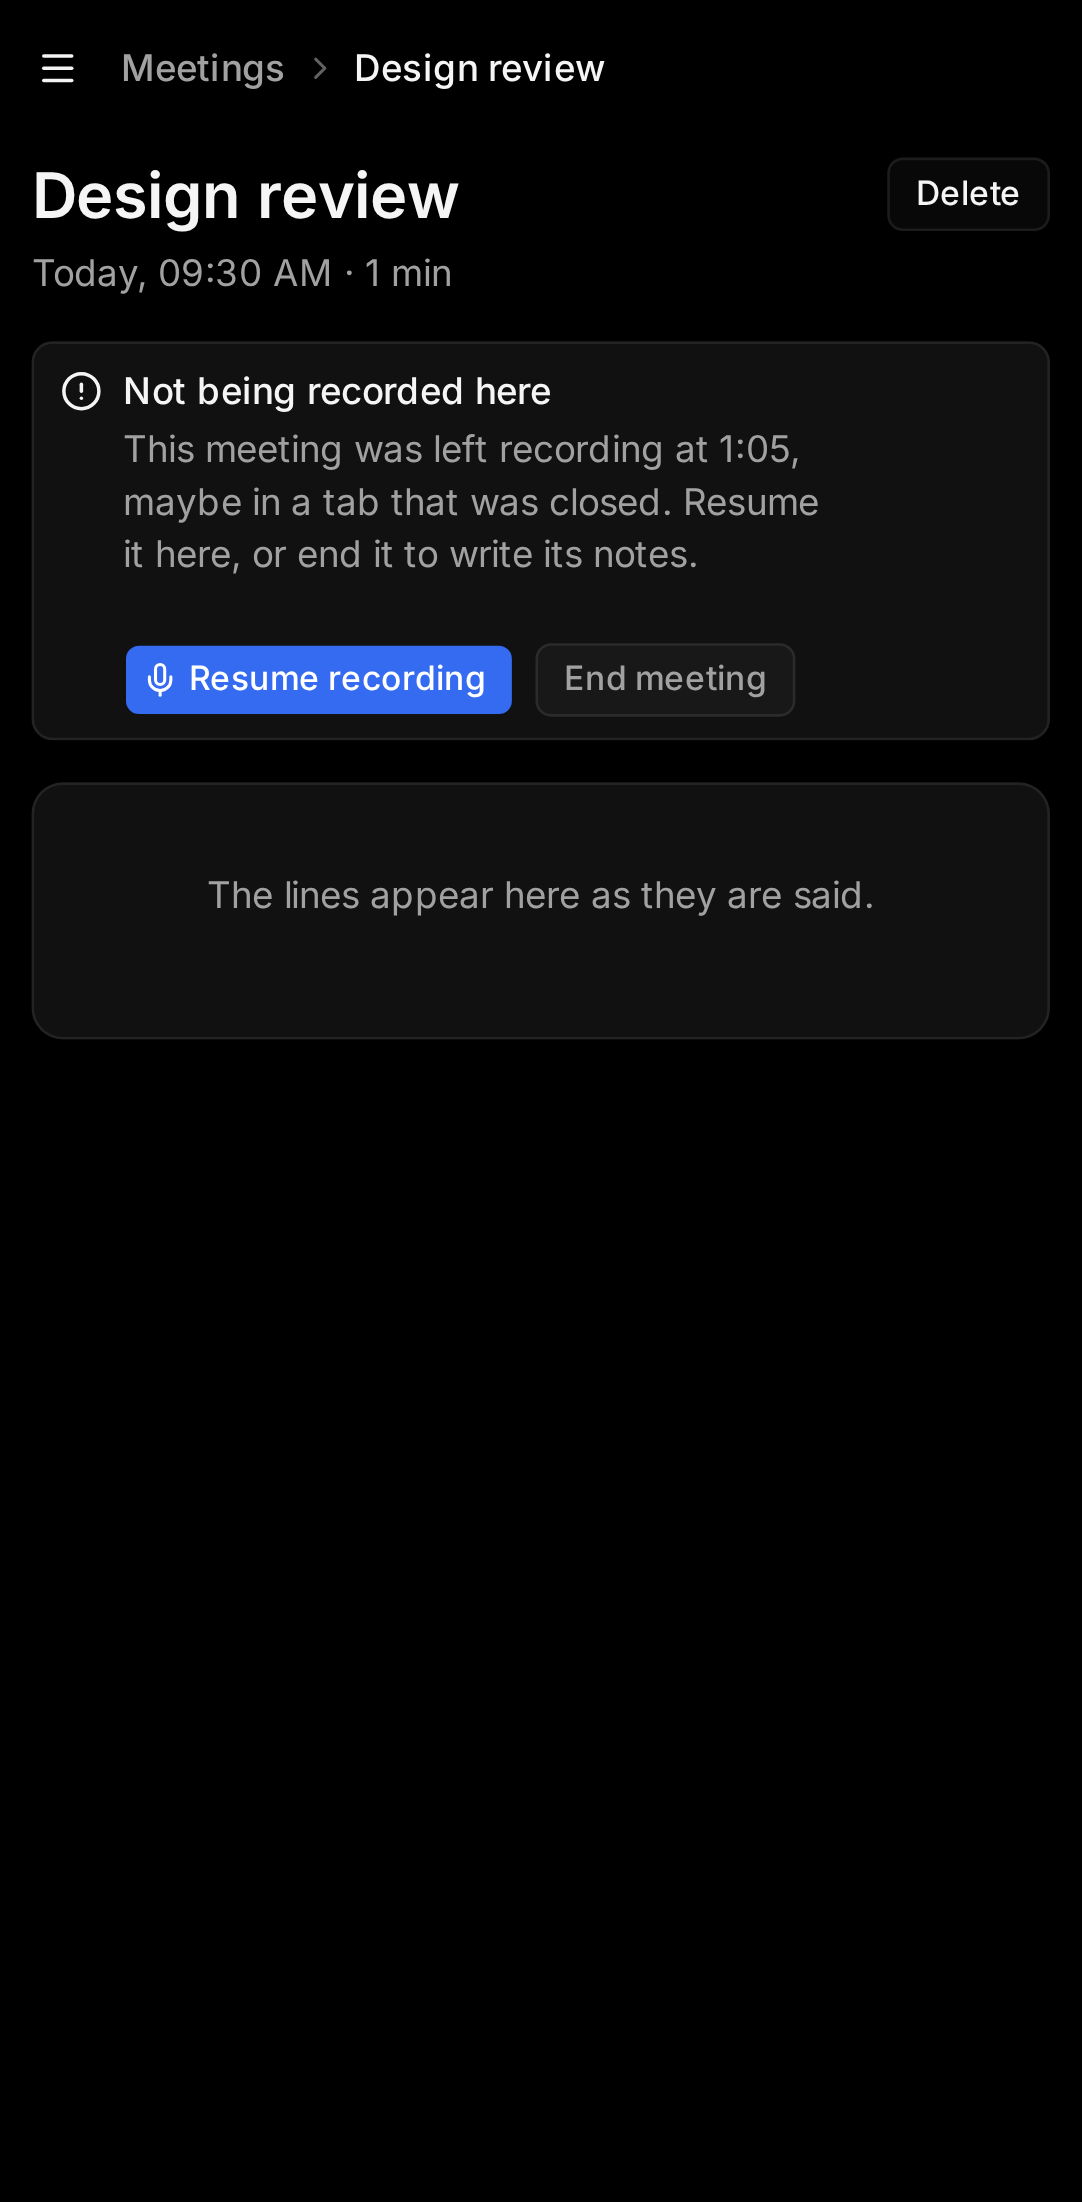 Meetings > Design review
Design review
Delete
Today, 09:30 AM · 1 min
Not being recorded here
This meeting was left recording at 1:05,
maybe in a tab that was closed. Resume
it here, or end it to write its notes.
Resume recording
End meeting
The lines appear here as they are said.